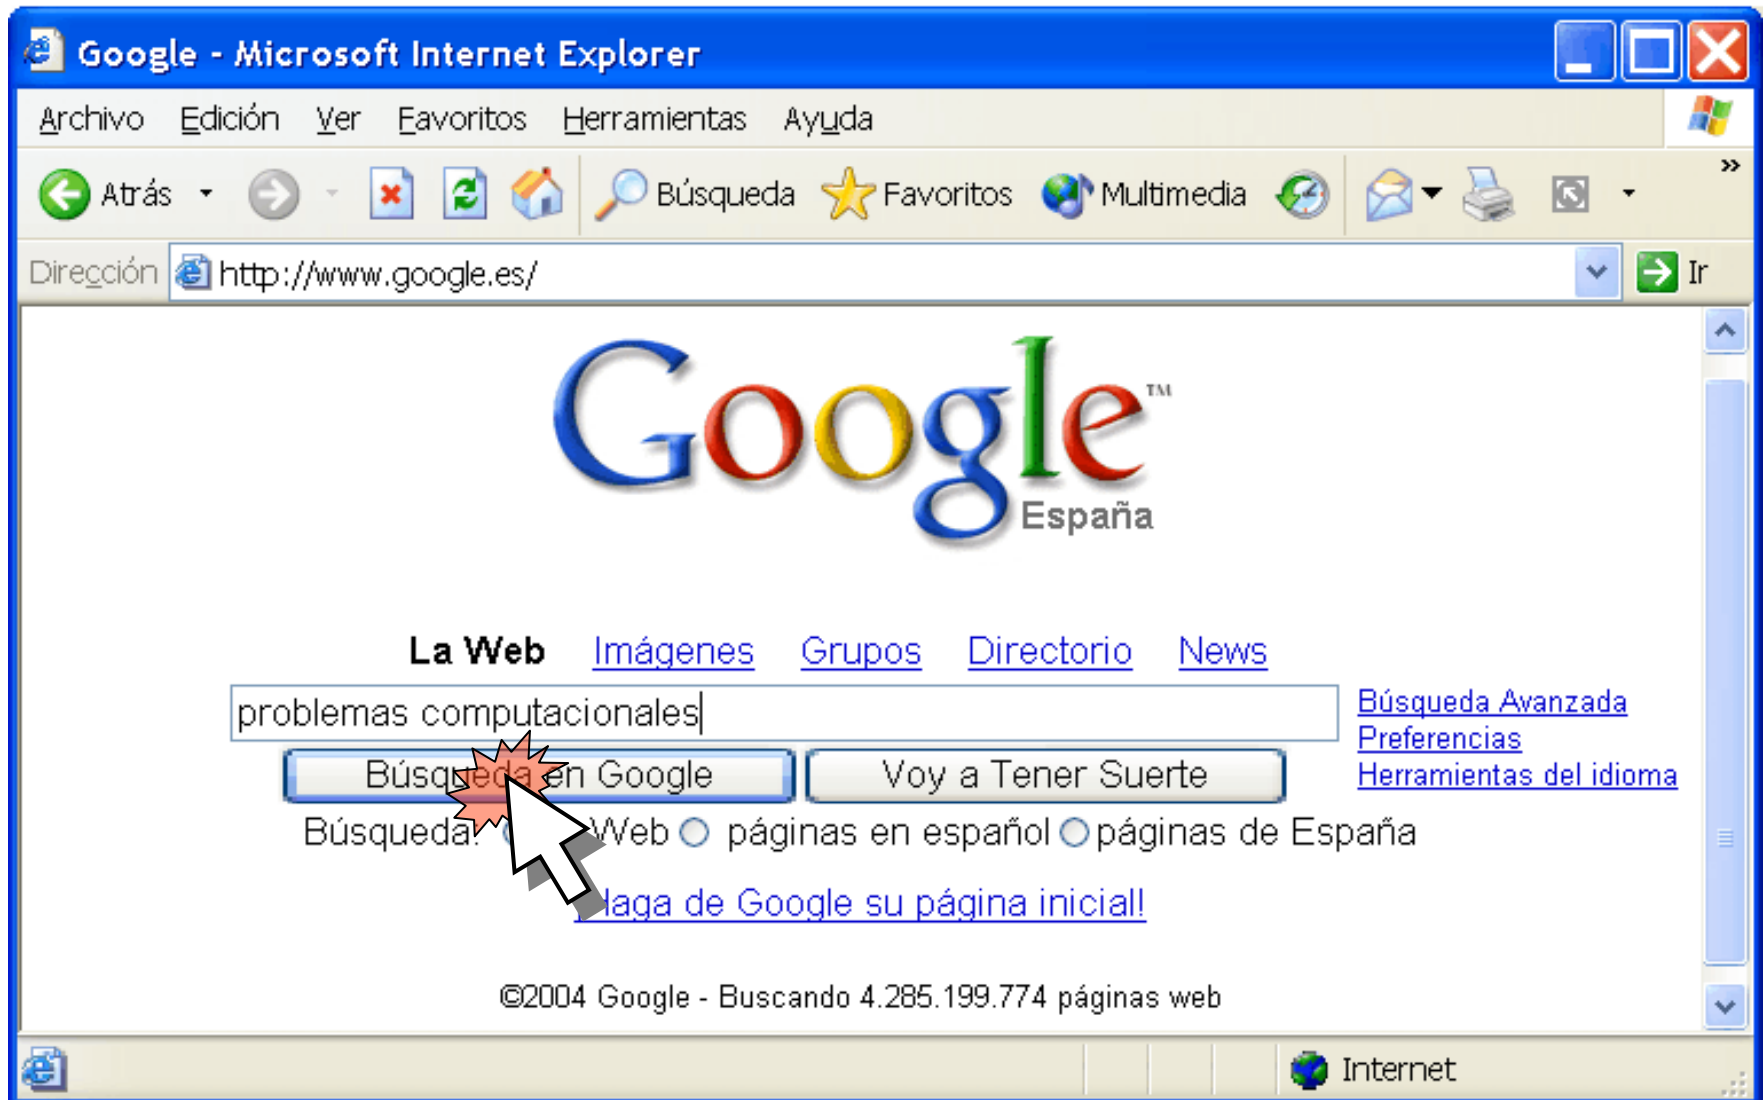 Google - Microsoft Internet Explorer
Archivo Edición Ver Favoritos Herramientas Ayuda
Atrás Búsqueda Favoritos Multimedia »
Dirección http://www.google.es/ Ir
Google™
España
La Web Imágenes Grupos Directorio News
problemas computacionales
Búsqueda Avanzada
Preferencias
Búsqueda en Google Voy a Tener Suerte Herramientas del idioma
Búsqueda: Web páginas en español páginas de España
¡Haga de Google su página inicial!
©2004 Google - Buscando 4.285.199.774 páginas web
Internet